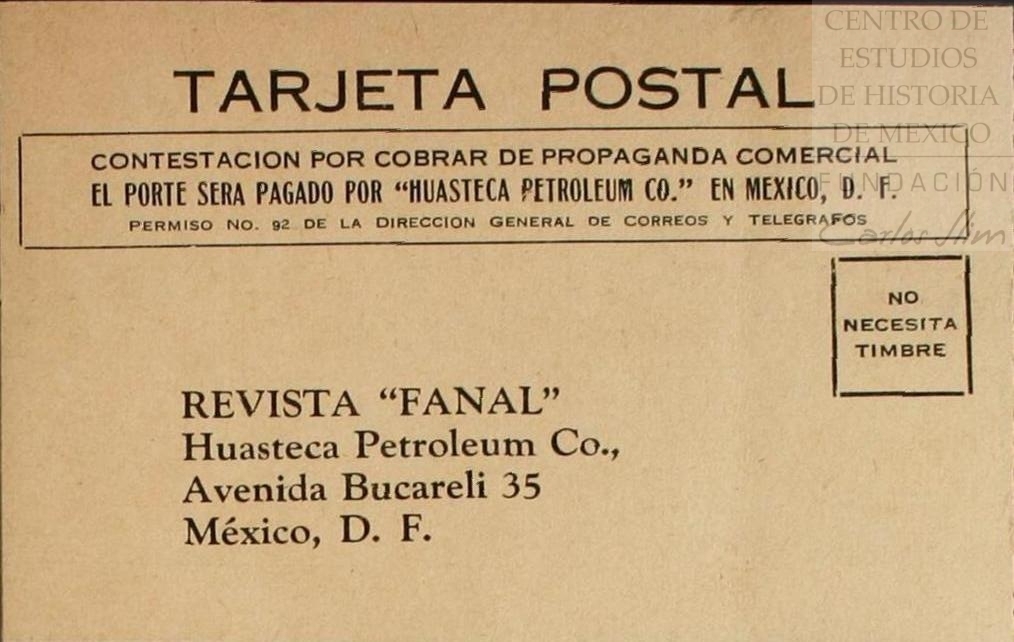 CENTRO DE
ESTUDIOS
DE HISTORIA
DE MEXICO
FUNDACIÓN
Carlos Slim
TARJETA POSTAL
CONTESTACION POR COBRAR DE PROPAGANDA COMERCIAL
EL PORTE SERA PAGADO POR “HUASTECA PETROLEUM CO.” EN MEXICO, D. F.
PERMISO NO. 92 DE LA DIRECCION GENERAL DE CORREOS Y TELEGRAFOS
NO
NECESITA
TIMBRE
REVISTA “FANAL”
Huasteca Petroleum Co.,
Avenida Bucareli 35
México, D. F.